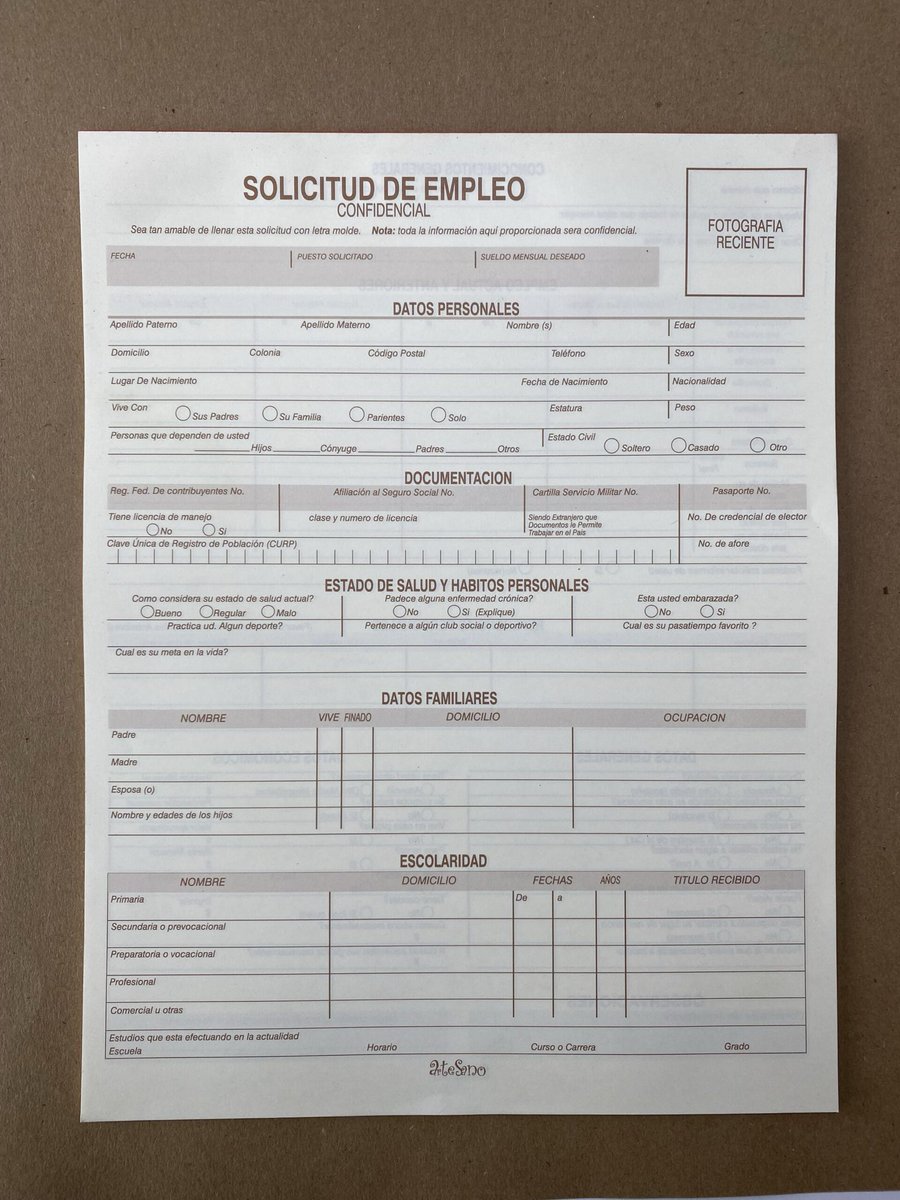 SOLICITUD DE EMPLEO
CONFIDENCIAL
Sea tan amable de llenar esta solicitud con letra molde. Nota: toda la información aquí proporcionada sera confidencial.
FOTOGRAFIA
RECIENTE
FECHA PUESTO SOLICITADO SUELDO MENSUAL DESEADO
DATOS PERSONALES
Apellido Paterno Apellido Materno Nombre (s) Edad
Domicilio Colonia Código Postal Teléfono Sexo
Lugar De Nacimiento Fecha de Nacimiento Nacionalidad
Vive Con Sus Padres Su Familia Parientes Solo Estatura Peso
Personas que dependen de usted Estado Civil Soltero Casado Otro
Hijos Cónyuge Padres Otros
DOCUMENTACION
Reg. Fed. De contribuyentes No. Afiliación al Seguro Social No. Cartilla Servicio Militar No. Pasaporte No.
Tiene licencia de manejo clase y numero de licencia Siendo Extranjero que No. De credencial de elector
Documentos le Permite
No Si Trabajar en el Pais
Clave Única de Registro de Población (CURP) No. de afore
ESTADO DE SALUD Y HABITOS PERSONALES
Como considera su estado de salud actual? Padece alguna enfermedad crónica? Esta usted embarazada?
Bueno Regular Malo No Si (Explique) No Si
Practica ud. Algun deporte? Pertenece a algún club social o deportivo? Cual es su pasatiempo favorito ?
Cual es su meta en la vida?
DATOS FAMILIARES
NOMBRE VIVE FINADO DOMICILIO OCUPACION
Padre
Madre
Esposa (o)
Nombre y edades de los hijos
ESCOLARIDAD
NOMBRE DOMICILIO FECHAS AÑOS TITULO RECIBIDO
Primaria De a
Secundaria o prevocacional
Preparatoria o vocacional
Profesional
Comercial u otras
Estudios que esta efectuando en la actualidad
Escuela Horario Curso o Carrera Grado
arteSano